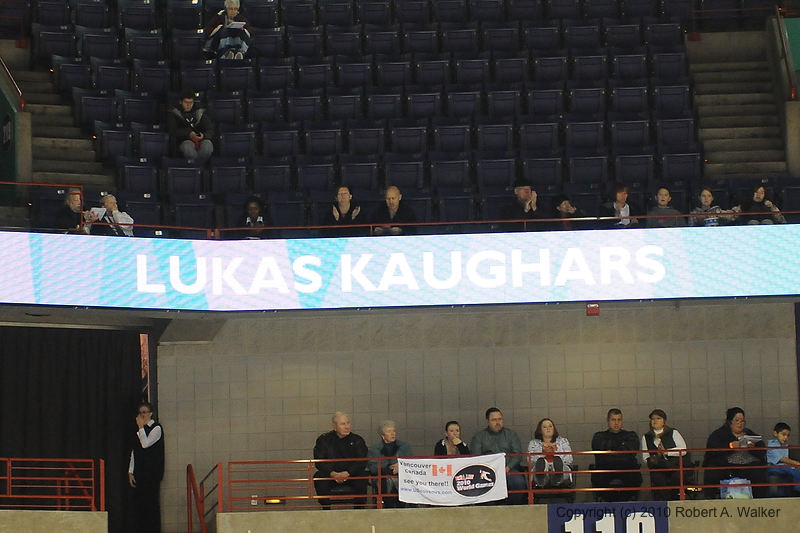 LUKAS KAUGHARS
Vancouver
Canada
see you there!!
2010
World Games
110
Copyright (c) 2010 Robert A. Walker